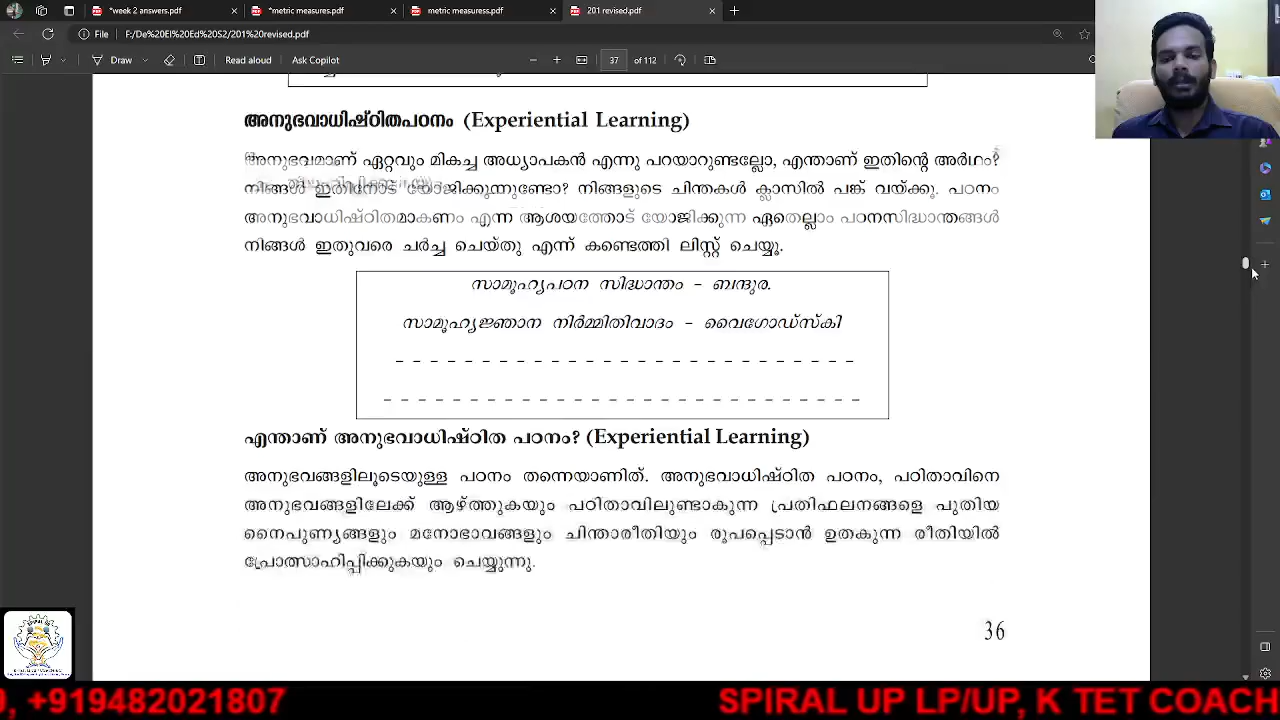 *week 2 answers.pdf
*metric measures.pdf
metric measuress.pdf
201 revised.pdf
File F:/De%20El%20Ed%20S2/201%20revised.pdf
Draw Read aloud Ask Copilot 37 of 112
അനുഭവാധിഷ്ഠിതപഠനം (Experiential Learning)
അനുഭവമാണ് ഏറ്റവും മികച്ച അധ്യാപകൻ എന്നു പറയാറുണ്ടല്ലോ, എന്താണ് ഇതിന്റെ അർഥം?
നിങ്ങൾ ഇതിനോട് യോജിക്കുന്നുണ്ടോ? നിങ്ങളുടെ ചിന്തകൾ ക്ലാസിൽ പങ്ക് വയ്ക്കൂ. പഠനം
അനുഭവാധിഷ്ഠിതമാകണം എന്ന ആശയത്തോട് യോജിക്കുന്ന ഏതെല്ലാം പഠനസിദ്ധാന്തങ്ങൾ
നിങ്ങൾ ഇതുവരെ ചർച്ച ചെയ്തു എന്ന് കണ്ടെത്തി ലിസ്റ്റ് ചെയ്യൂ.
സാമൂഹ്യപഠന സിദ്ധാന്തം - ബന്ദുര.
സാമൂഹ്യജ്ഞാന നിർമ്മിതിവാദം - വൈഗോഡ്സ്കി
എന്താണ് അനുഭവാധിഷ്ഠിത പഠനം? (Experiential Learning)
അനുഭവങ്ങളിലൂടെയുള്ള പഠനം തന്നെയാണിത്. അനുഭവാധിഷ്ഠിത പഠനം, പഠിതാവിനെ
അനുഭവങ്ങളിലേക്ക് ആഴ്ത്തുകയും പഠിതാവിലുണ്ടാകുന്ന പ്രതിഫലനങ്ങളെ പുതിയ
നൈപുണ്യങ്ങളും മനോഭാവങ്ങളും ചിന്താരീതിയും രൂപപ്പെടാൻ ഉതകുന്ന രീതിയിൽ
പ്രോത്സാഹിപ്പിക്കുകയും ചെയ്യുന്നു.
36
, +919482021807 SPIRAL UP LP/UP, K TET COACH